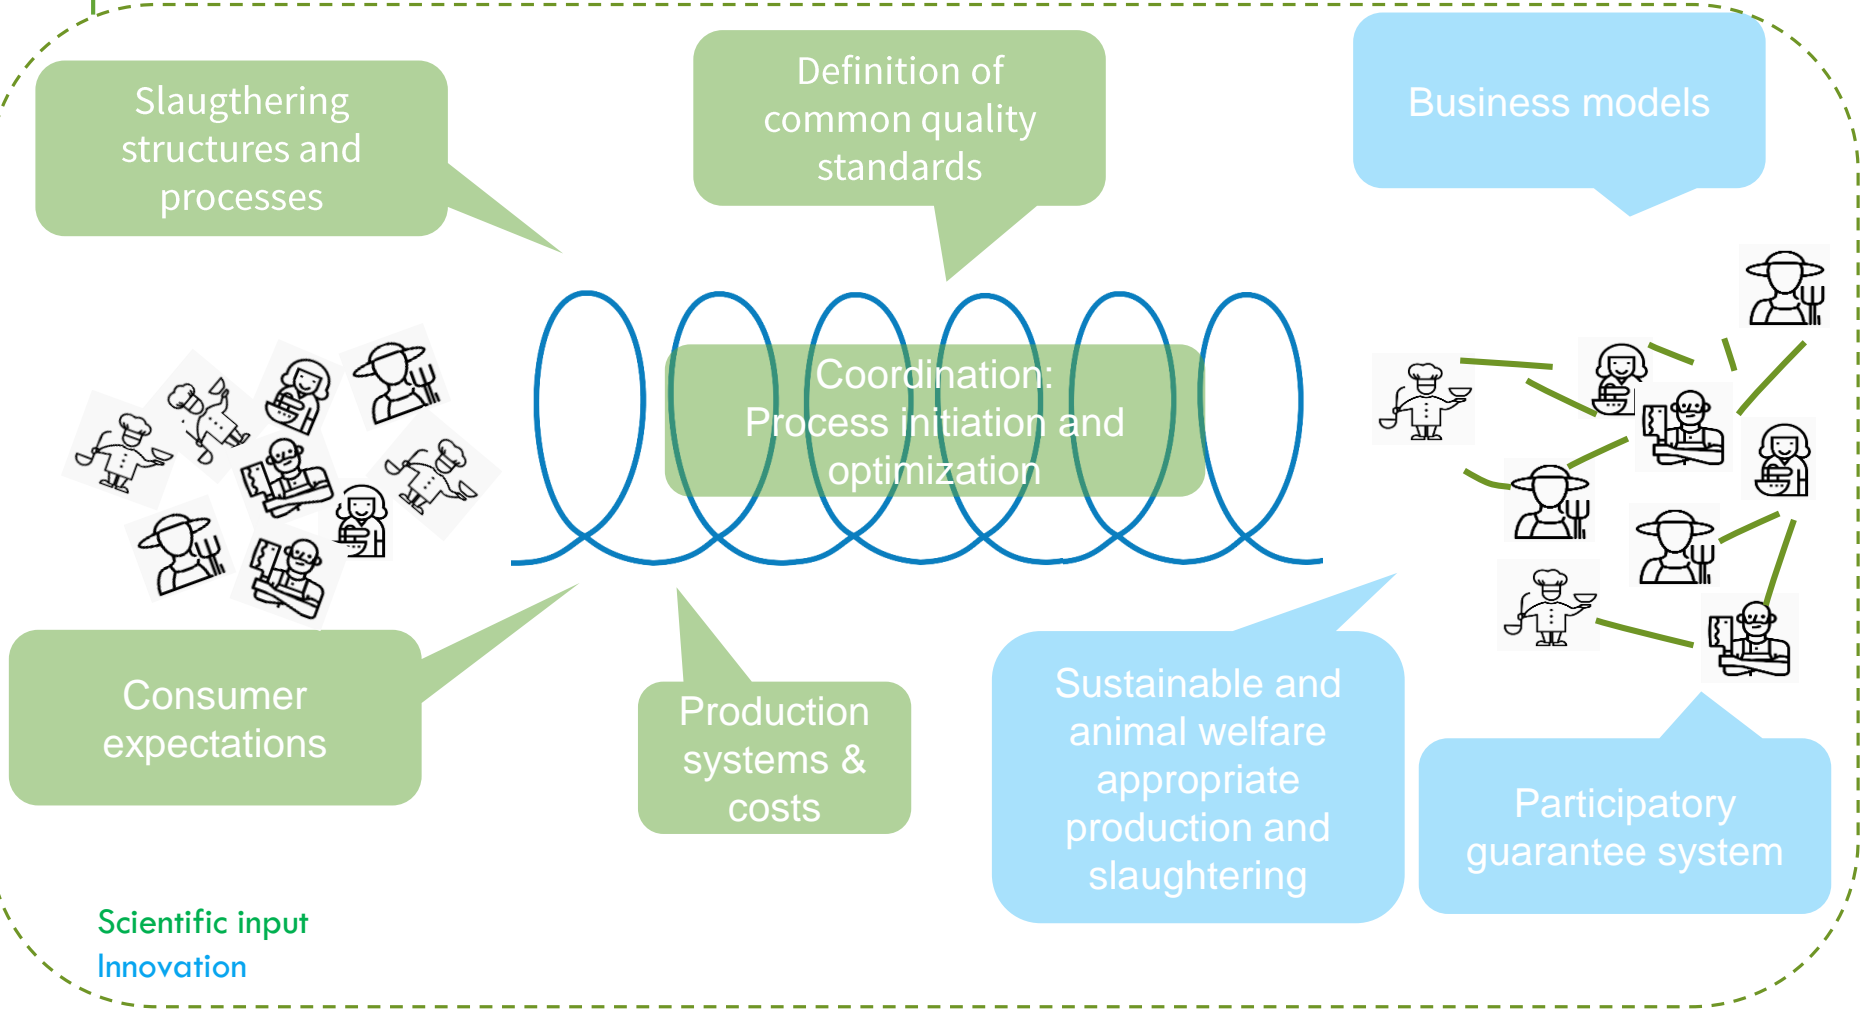 Slaugthering
structures and
processes
Definition of
common quality
standards
Business models
Coordination:
Process initiation and
optimization
Consumer
expectations
Production
systems &
costs
Sustainable and
animal welfare
appropriate
production and
slaughtering
Participatory
guarantee system
Scientific input
Innovation